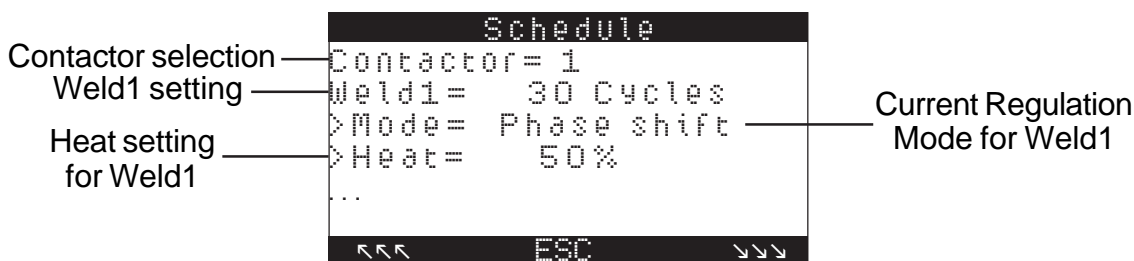 Schedule
Contactor selection
Contactor= 1
Weld1 setting
Weld1= 30 Cycles
>Mode= Phase shift
Current Regulation
Mode for Weld1
Heat setting
for Weld1
>Heat= 50%
...
↖↖↖ ESC ↘↘↘